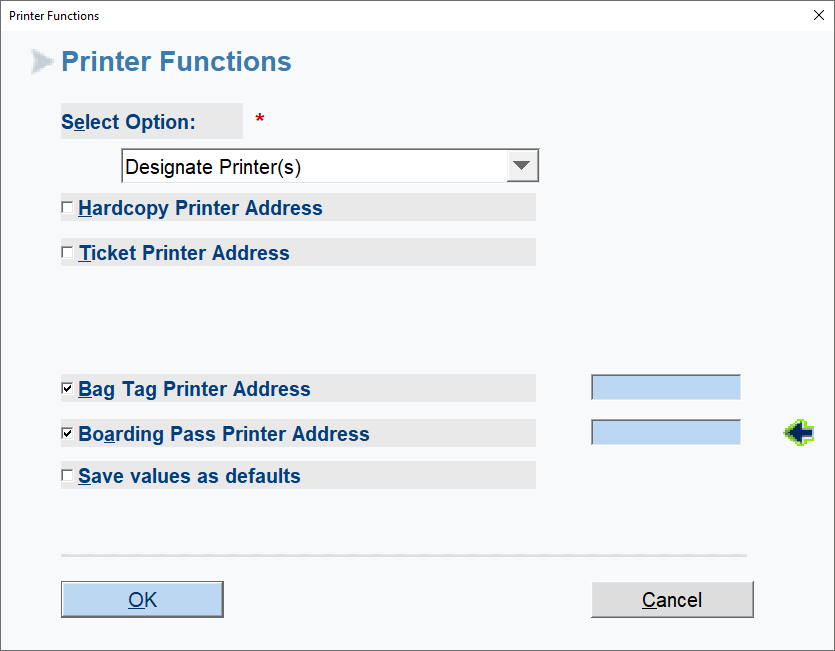 Printer Functions
Printer Functions
Select Option: *
Designate Printer(s)
Hardcopy Printer Address
Ticket Printer Address
Bag Tag Printer Address
Boarding Pass Printer Address
Save values as defaults
OK Cancel